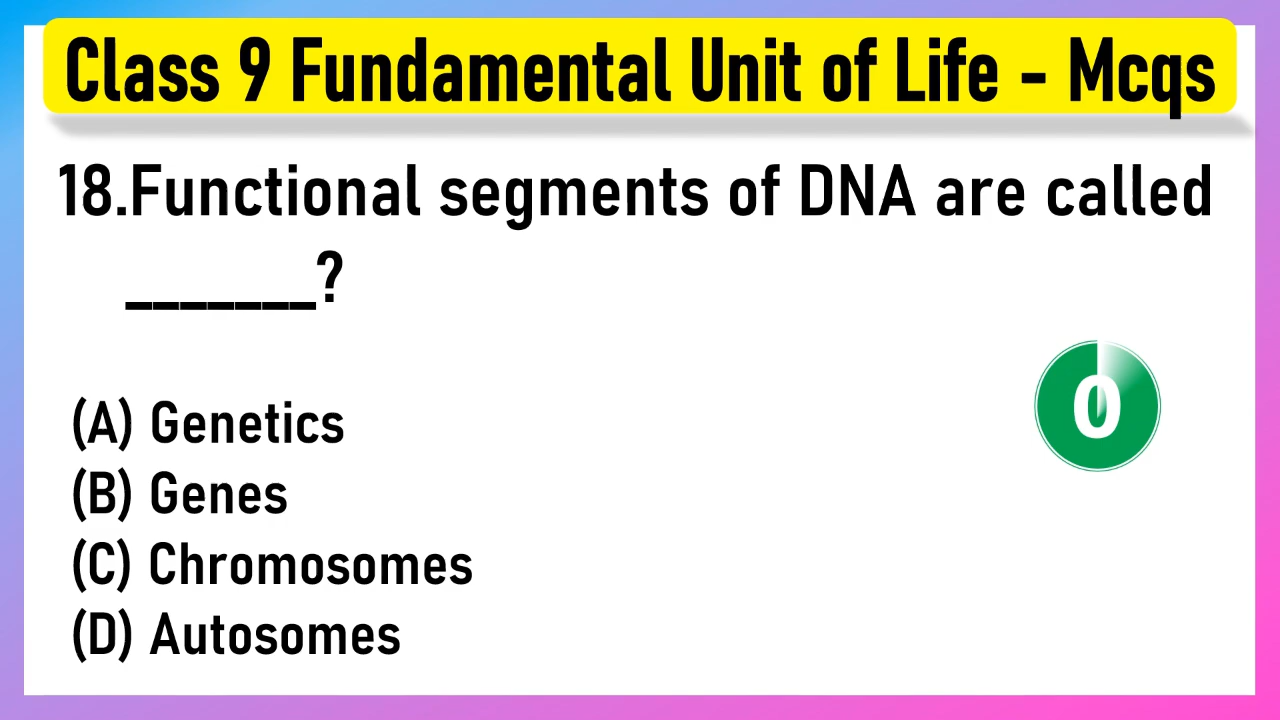 Class 9 Fundamental Unit of Life - Mcqs
18.Functional segments of DNA are called
_______?
0
(A) Genetics
(B) Genes
(C) Chromosomes
(D) Autosomes